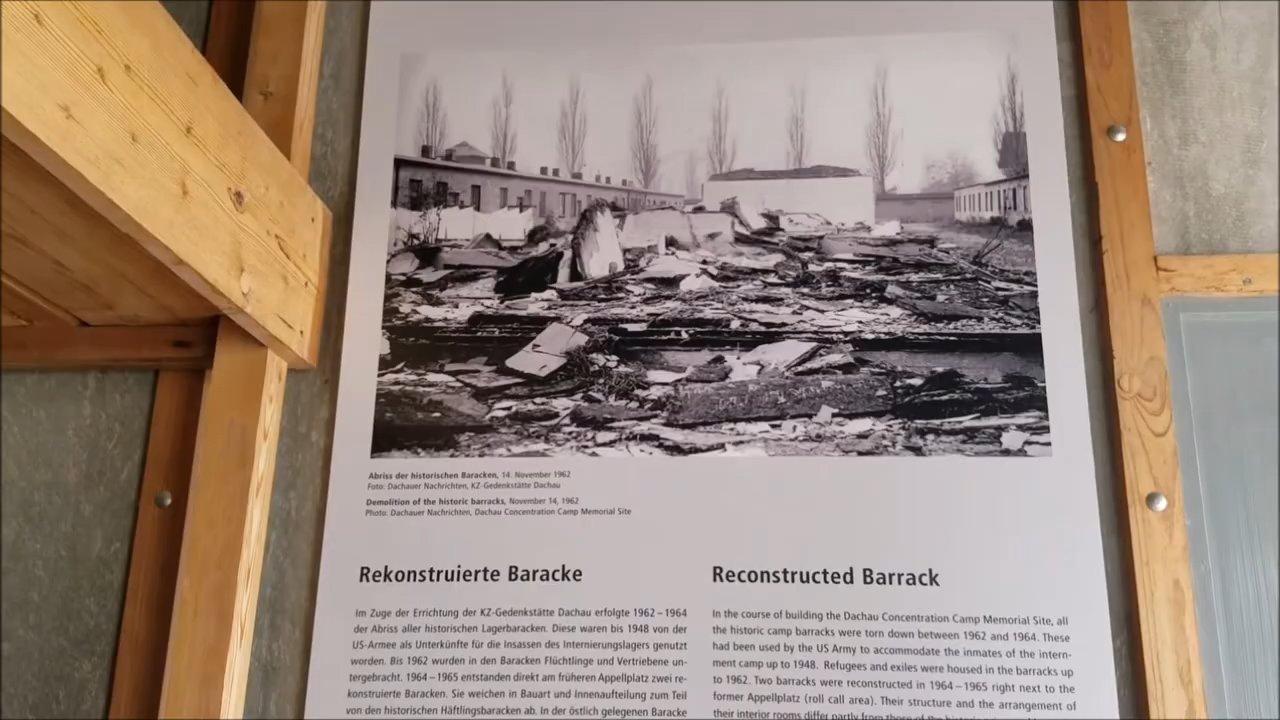 Abriss der historischen Baracken, 14. November 1962
Foto: Dachauer Nachrichten, KZ-Gedenkstätte Dachau
Demolition of the historic barracks, November 14, 1962
Photo: Dachauer Nachrichten, Dachau Concentration Camp Memorial Site
Rekonstruierte Baracke
Im Zuge der Errichtung der KZ-Gedenkstätte Dachau erfolgte 1962 – 1964
der Abriss aller historischen Lagerbaracken. Diese waren bis 1948 von der
US-Armee als Unterkünfte für die Insassen des Internierungslagers genutzt
worden. Bis 1962 wurden in den Baracken Flüchtlinge und Vertriebene un-
tergebracht. 1964 – 1965 entstanden direkt am früheren Appellplatz zwei re-
konstruierte Baracken. Sie weichen in Bauart und Innenaufteilung zum Teil
von den historischen Häftlingsbaracken ab. In der östlich gelegenen Baracke
Reconstructed Barrack
In the course of building the Dachau Concentration Camp Memorial Site, all
the historic camp barracks were torn down between 1962 and 1964. These
had been used by the US Army to accommodate the inmates of the intern-
ment camp up to 1948. Refugees and exiles were housed in the barracks up
to 1962. Two barracks were reconstructed in 1964 – 1965 right next to the
former Appellplatz (roll call area). Their structure and the arrangement of
their interior rooms differ partly from those of the